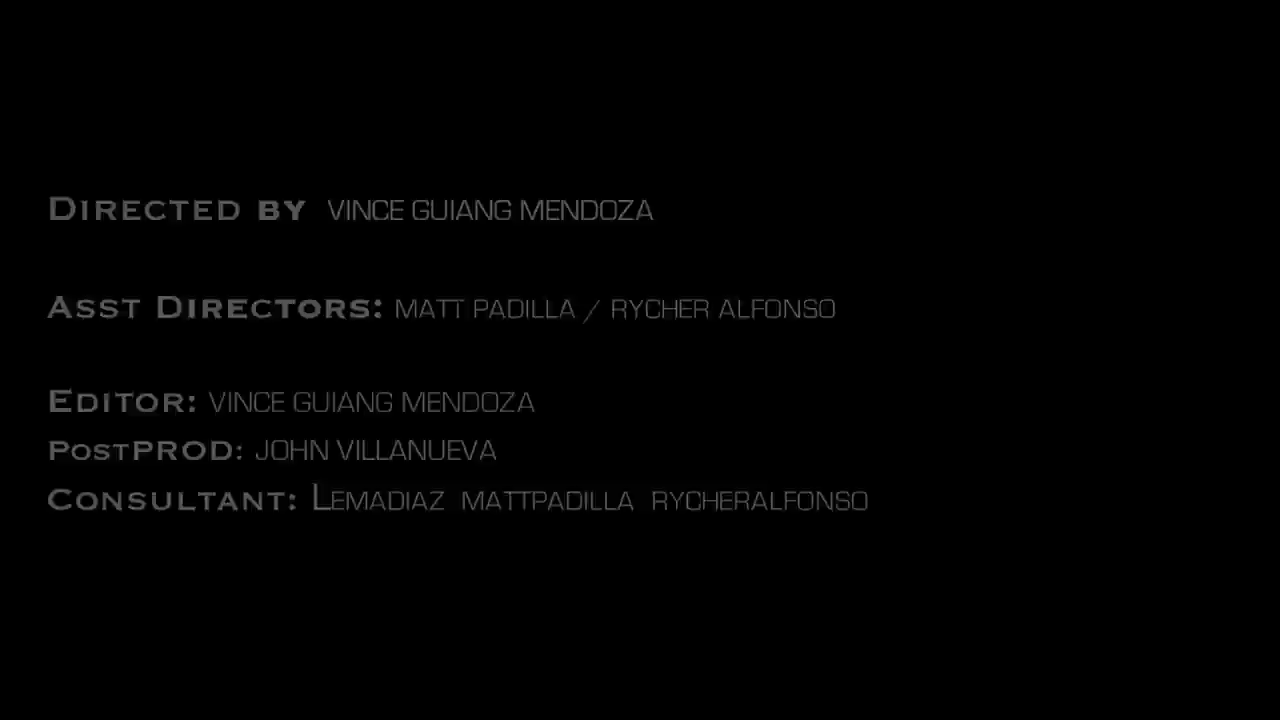 Directed by VINCE GUIANG MENDOZA
Asst Directors: MATT PADILLA / RYCHER ALFONSO
Editor: VINCE GUIANG MENDOZA
PostPROD: JOHN VILLANUEVA
Consultant: Lemadiaz MATTPADILLA RYCHERALFONSO